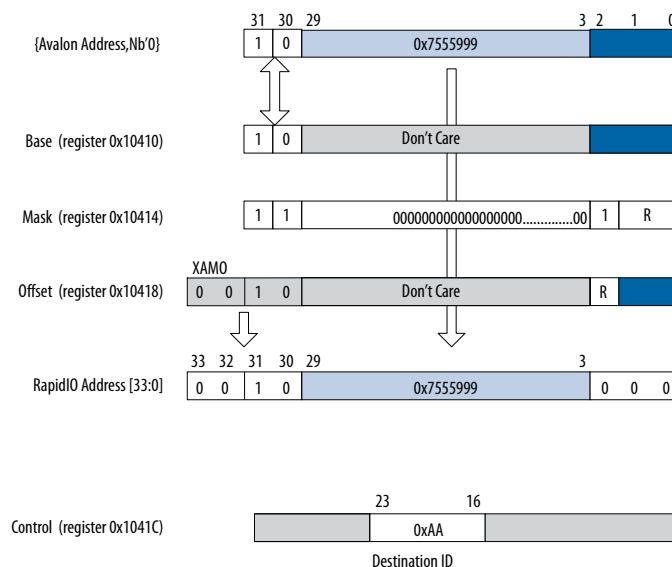 31 30 29 3 2 1 0
{Avalon Address,Nb'0} 1 0 0x7555999
Base (register 0x10410) 1 0 Don't Care
Mask (register 0x10414) 1 1 000000000000000000..............00 1 R
XAMO
Offset (register 0x10418) 0 0 1 0 Don't Care R
33 32 31 30 29 3
RapidIO Address [33:0] 0 0 1 0 0x7555999 0 0 0
23 16
Control (register 0x1041C) 0xAA
Destination ID